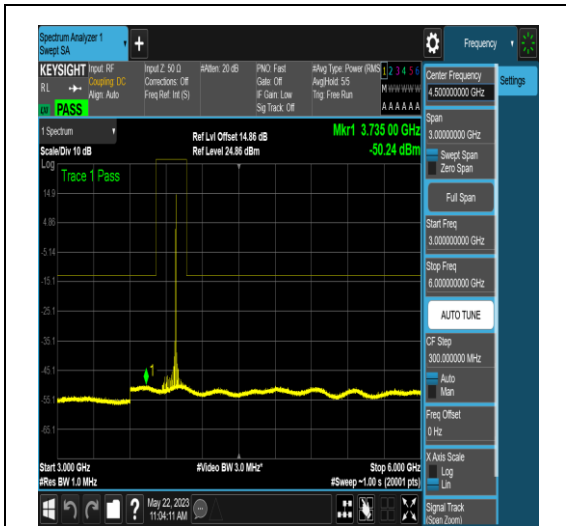 Spectrum Analyzer 1
Swept SA
Frequency
KEYSIGHT
RL
PASS
Input: RF
Coupling: DC
Align: Auto
Input Z: 50 Ω
Corrections: Off
Freq Ref: Int (S)
#Atten: 20 dB
PNO: Fast
Gate: Off
IF Gain: Low
Sig Track: Off
#Avg Type: Power (RMS
Avg|Hold: 5/5
Trig: Free Run
1 2 3 4 5 6
M W W W W W
A A A A A A
1 Spectrum
Scale/Div 10 dB
Ref Lvl Offset 14.86 dB
Ref Level 24.86 dBm
Mkr1 3.735 00 GHz
-50.24 dBm
Log
Trace 1 Pass
14.9
4.86
-5.14
-15.1
-25.1
-35.1
-45.1
-55.1
-65.1
1
Start 3.000 GHz
#Res BW 1.0 MHz
#Video BW 3.0 MHz*
Stop 6.000 GHz
#Sweep ~1.00 s (20001 pts)
May 22, 2023
11:04:11 AM
Settings
Center Frequency
4.500000000 GHz
Span
3.00000000 GHz
Swept Span
Zero Span
Full Span
Start Freq
3.000000000 GHz
Stop Freq
6.000000000 GHz
AUTO TUNE
CF Step
300.000000 MHz
Auto
Man
Freq Offset
0 Hz
X Axis Scale
Log
Lin
Signal Track
(Span Zoom)